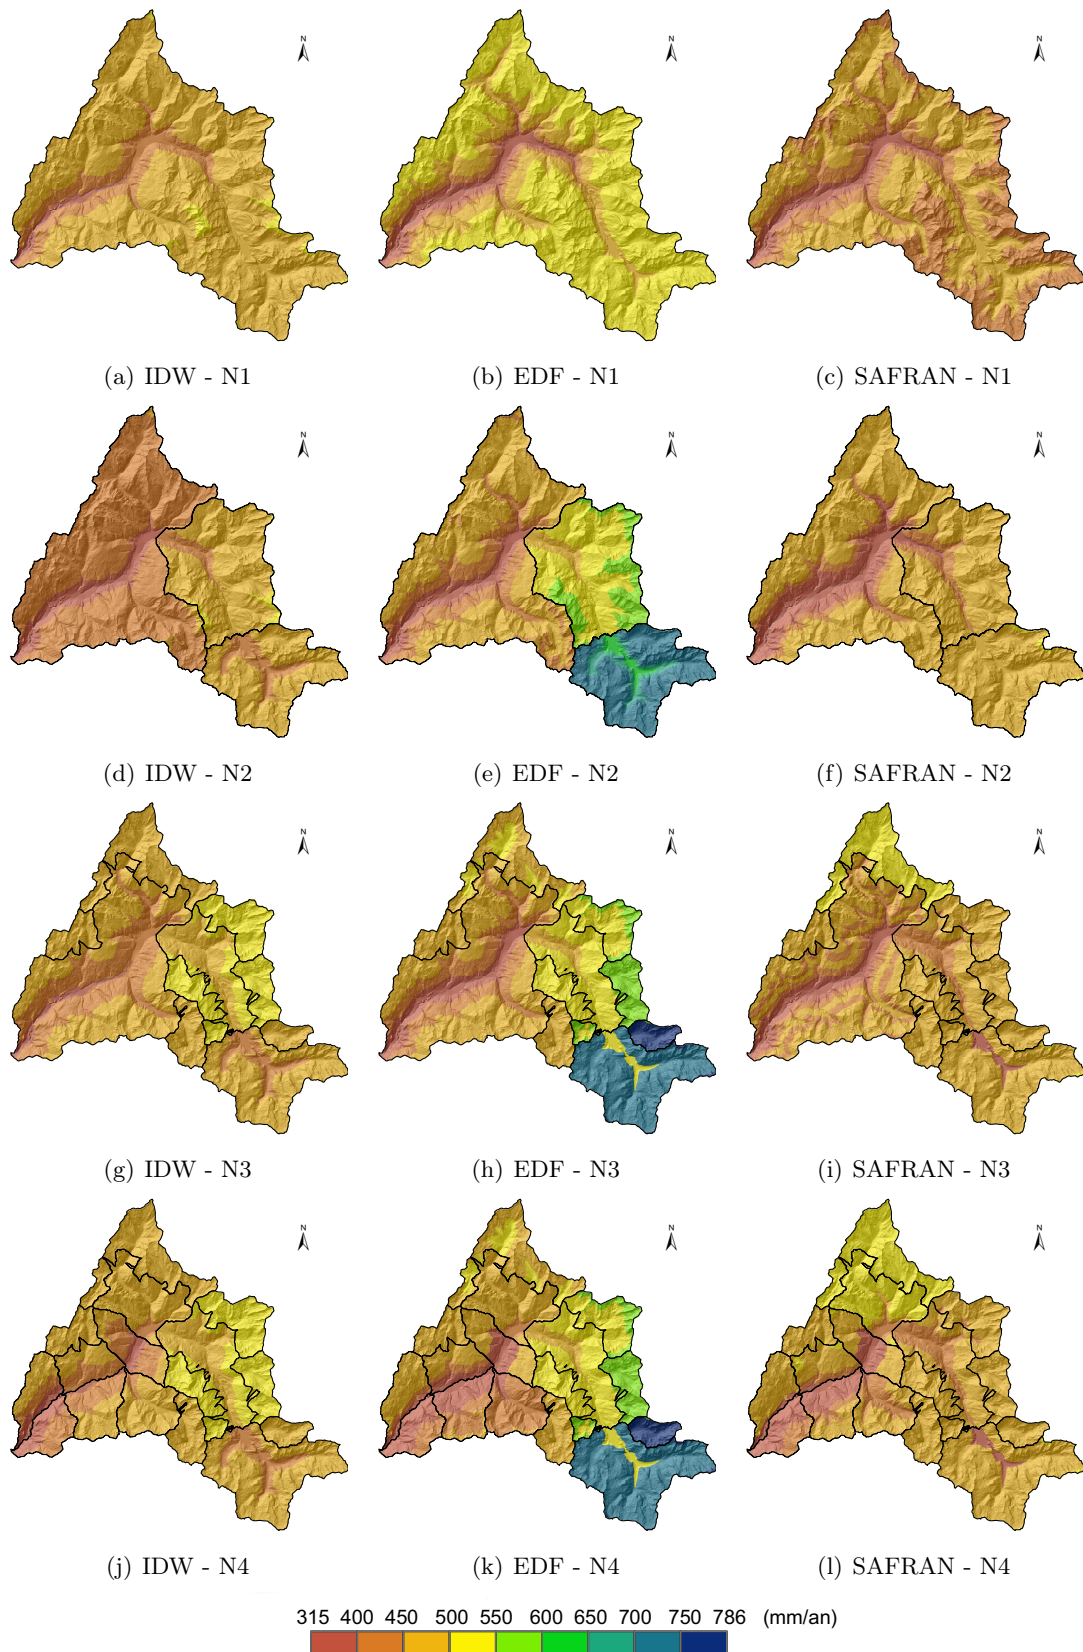 N N N
(a) IDW - N1 (b) EDF - N1 (c) SAFRAN - N1
N N N
(d) IDW - N2 (e) EDF - N2 (f) SAFRAN - N2
N N N
(g) IDW - N3 (h) EDF - N3 (i) SAFRAN - N3
N N N
(j) IDW - N4 (k) EDF - N4 (l) SAFRAN - N4
315 400 450 500 550 600 650 700 750 786 (mm/an)